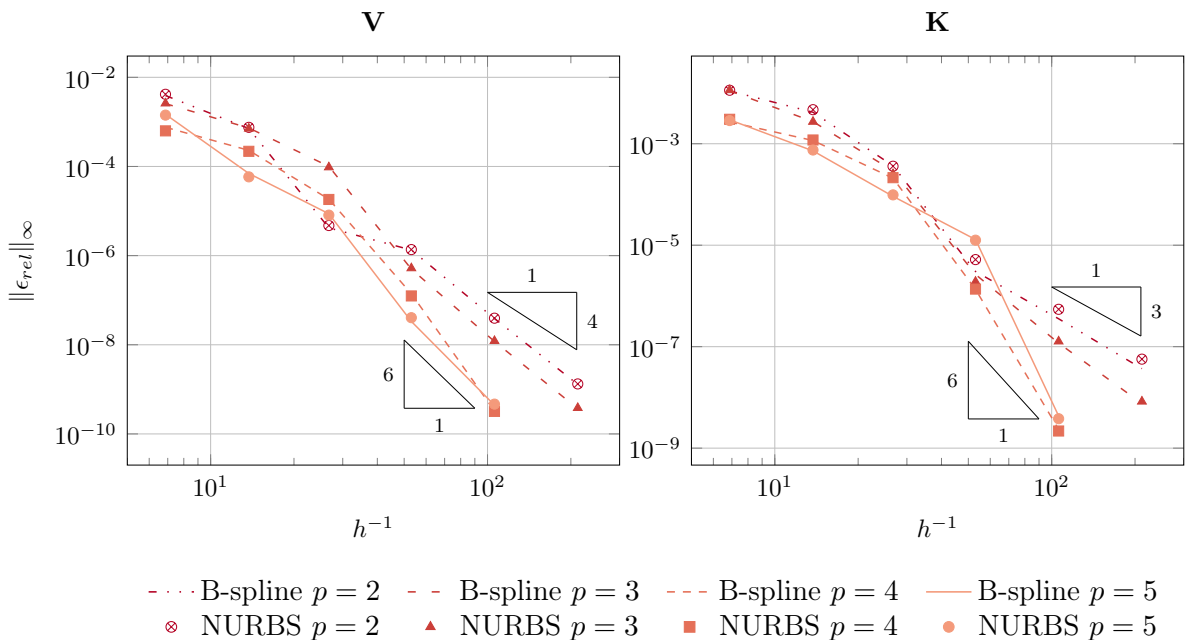 V K
10^{-2}
10^{-4}
10^{-6}
10^{-8}
10^{-10}
10^{-3}
10^{-5}
10^{-7}
10^{-9}
||ϵ_{rel}||_∞
1
4
6
1
1
3
6
1
10^1 10^2 10^1 10^2
h^{-1} h^{-1}
B-spline p = 2 B-spline p = 3 B-spline p = 4 B-spline p = 5
NURBS p = 2 NURBS p = 3 NURBS p = 4 NURBS p = 5